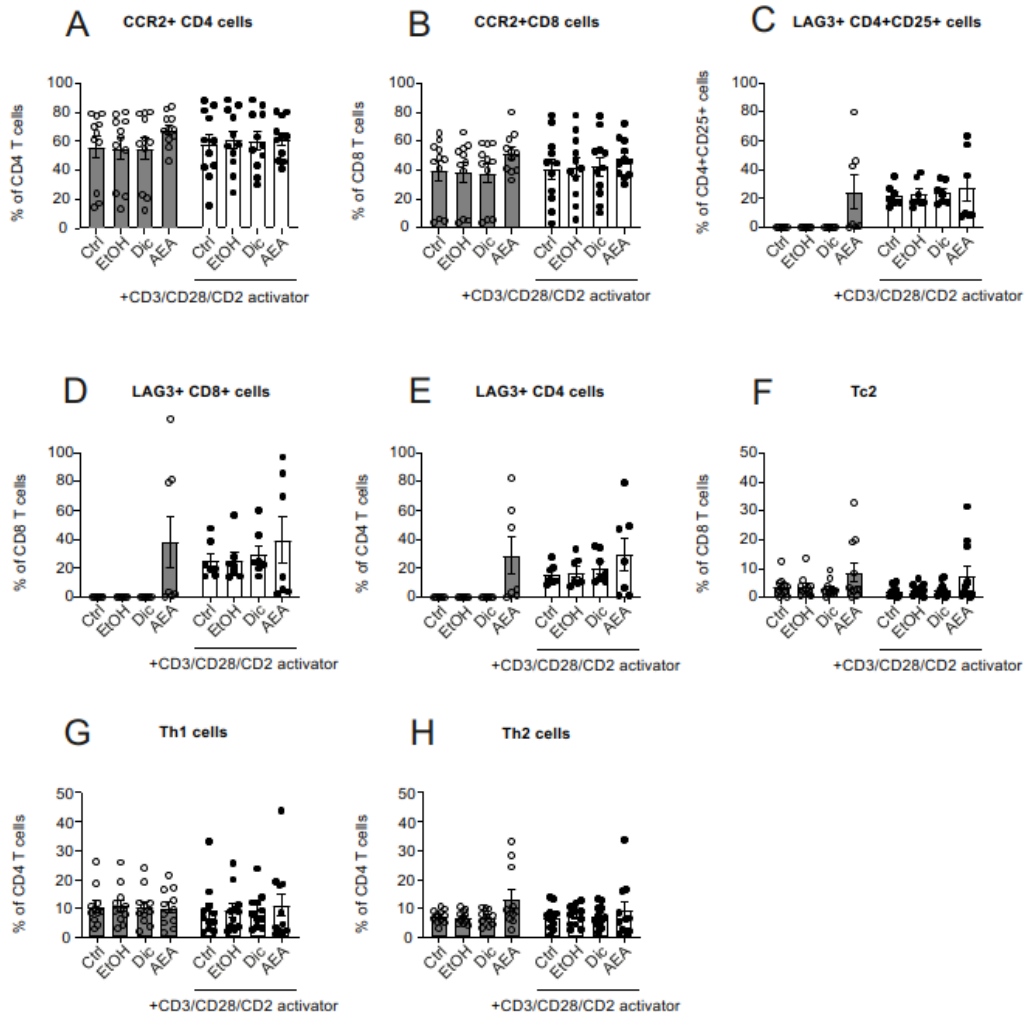 A CCR2+ CD4 cells
% of CD4 T cells
100
80
60
40
20
0
Ctrl EtOH Dic AEA Ctrl EtOH Dic AEA
+CD3/CD28/CD2 activator
B CCR2+CD8 cells
% of CD8 T cells
100
80
60
40
20
0
Ctrl EtOH Dic AEA Ctrl EtOH Dic AEA
+CD3/CD28/CD2 activator
C LAG3+ CD4+CD25+ cells
% of CD4+CD25+ cells
100
80
60
40
20
0
Ctrl EtOH Dic AEA Ctrl EtOH Dic AEA
+CD3/CD28/CD2 activator
D LAG3+ CD8+ cells
% of CD8 T cells
100
80
60
40
20
0
Ctrl EtOH Dic AEA Ctrl EtOH Dic AEA
+CD3/CD28/CD2 activator
E LAG3+ CD4 cells
% of CD4 T cells
100
80
60
40
20
0
Ctrl EtOH Dic AEA Ctrl EtOH Dic AEA
+CD3/CD28/CD2 activator
F Tc2
% of CD8 T cells
50
40
30
20
10
0
Ctrl EtOH Dic AEA Ctrl EtOH Dic AEA
+CD3/CD28/CD2 activator
G Th1 cells
% of CD4 T cells
50
40
30
20
10
0
Ctrl EtOH Dic AEA Ctrl EtOH Dic AEA
+CD3/CD28/CD2 activator
H Th2 cells
% of CD4 T cells
50
40
30
20
10
0
Ctrl EtOH Dic AEA Ctrl EtOH Dic AEA
+CD3/CD28/CD2 activator